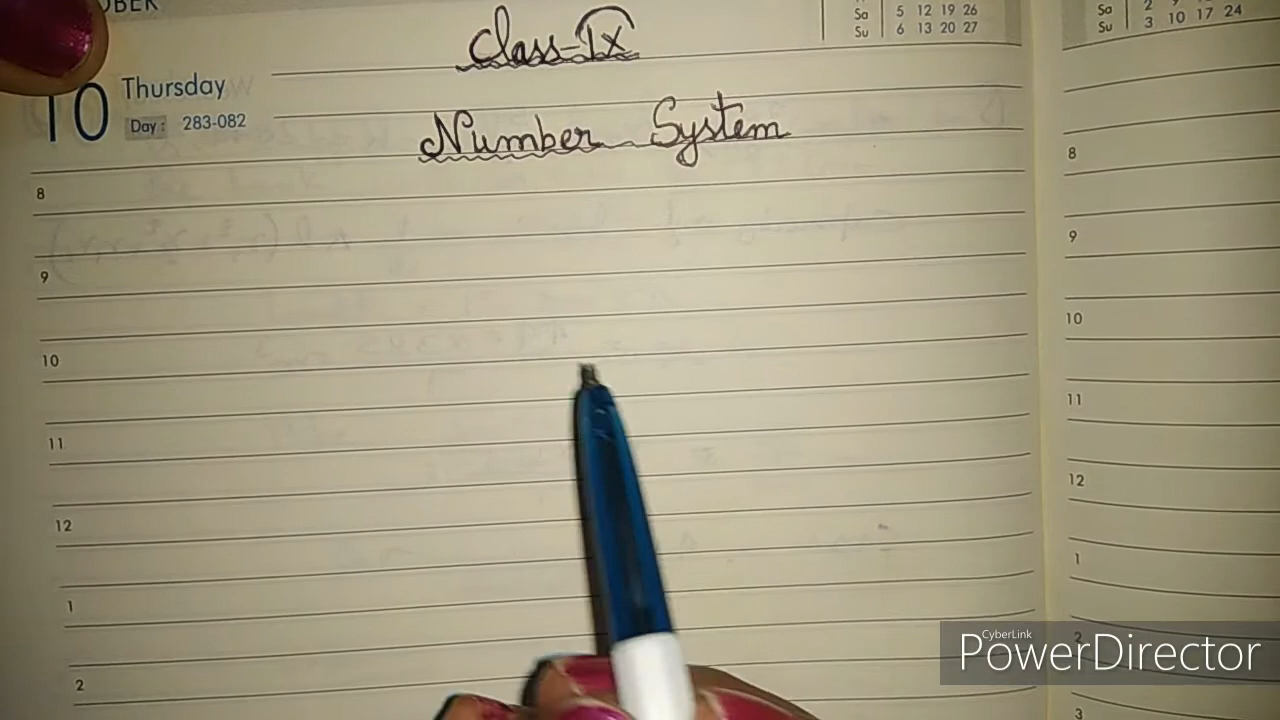 OBER
Class-IX
Sa 5 12 19 26
Su 6 13 20 27
Sa 2
Su 3 10 17 24
10 Thursday
Day : 283-082
Number System
8
9
10
11
12
1
2
8
9
10
11
12
1
2
3
CyberLink
PowerDirector